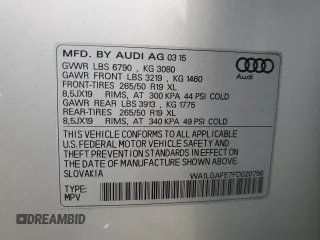 MFD. BY AUDI AG 03 15
GVWR LBS 6790 , KG 3080
GAWR FRONT LBS 3219 , KG 1460
FRONT-TIRES 265/50 R19 XL
8,5JX19 RIMS, AT 300 KPA 44 PSI COLD
GAWR REAR LBS 3913 , KG 1775
REAR-TIRES 265/50 R19 XL
8,5JX19 RIMS, AT 340 KPA 49 PSI COLD
Audi
THIS VEHICLE CONFORMS TO ALL APPLICABLE
U.S. FEDERAL MOTOR VEHICLE SAFETY AND
THEFT PREVENTION STANDARDS IN EFFECT ON
THE DATE OF MANUFACTURE SHOWN ABOVE.
SLOVAKIA
TYPE: WA1LGAFE7FD020758
MPV
DREAMBID